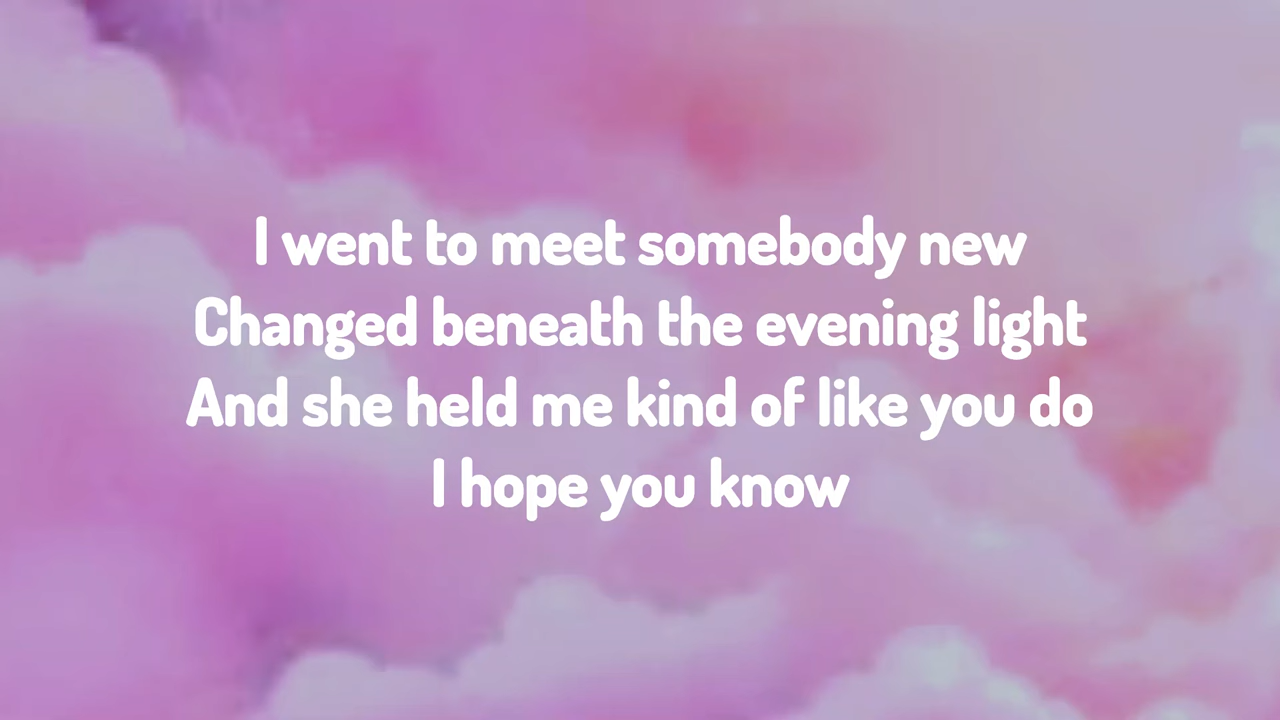 I went to meet somebody new
Changed beneath the evening light
And she held me kind of like you do
I hope you know